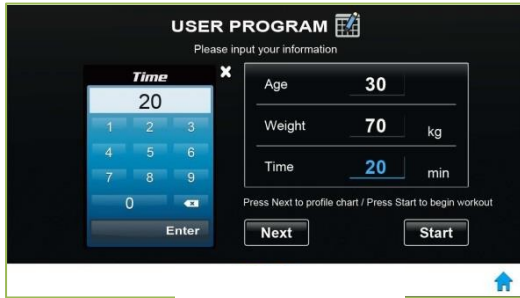 USER PROGRAM
Please input your information
Time
20
1 2 3
4 5 6
7 8 9
0
Enter
Age 30
Weight 70 kg
Time 20 min
Press Next to profile chart / Press Start to begin workout
Next Start